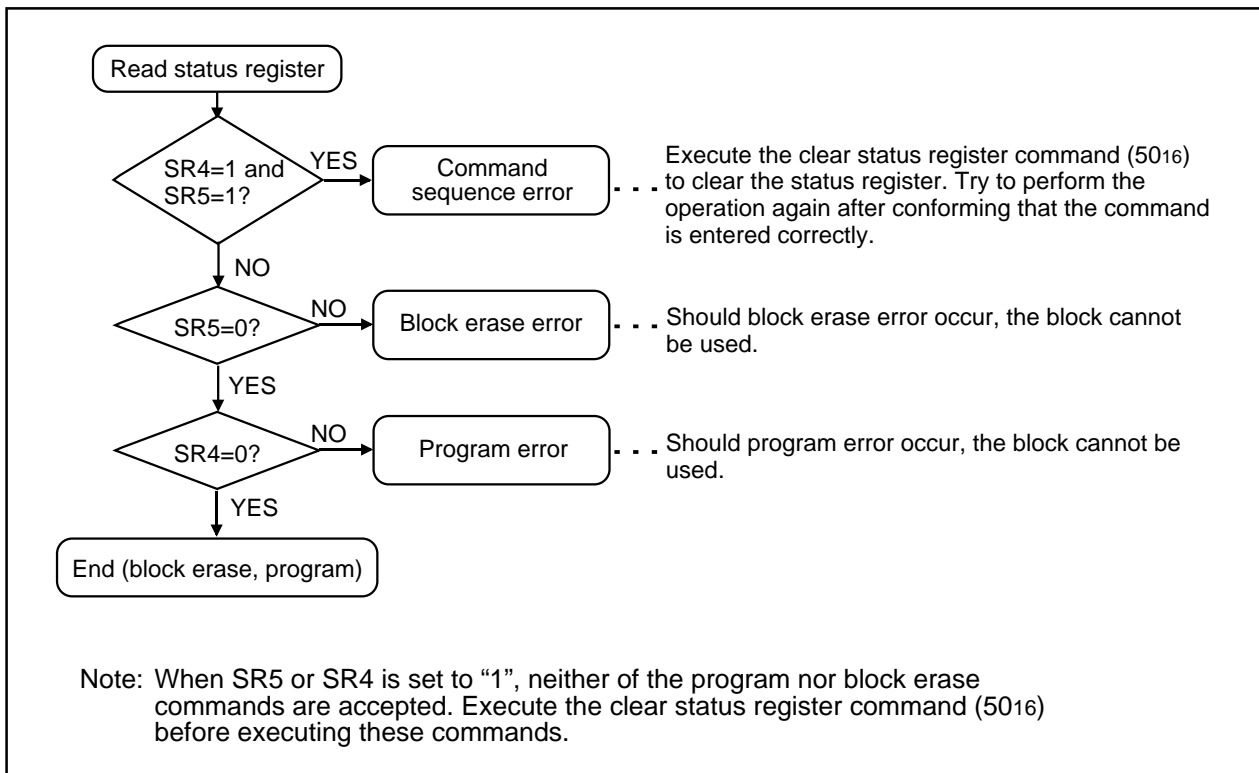 Read status register
SR4=1 and
SR5=1?
YES
Command
sequence error
Execute the clear status register command (5016)
to clear the status register. Try to perform the
operation again after conforming that the command
is entered correctly.
NO
SR5=0?
NO
Block erase error
Should block erase error occur, the block cannot
be used.
YES
SR4=0?
NO
Program error
Should program error occur, the block cannot be
used.
YES
End (block erase, program)
Note: When SR5 or SR4 is set to “1”, neither of the program nor block erase
commands are accepted. Execute the clear status register command (5016)
before executing these commands.